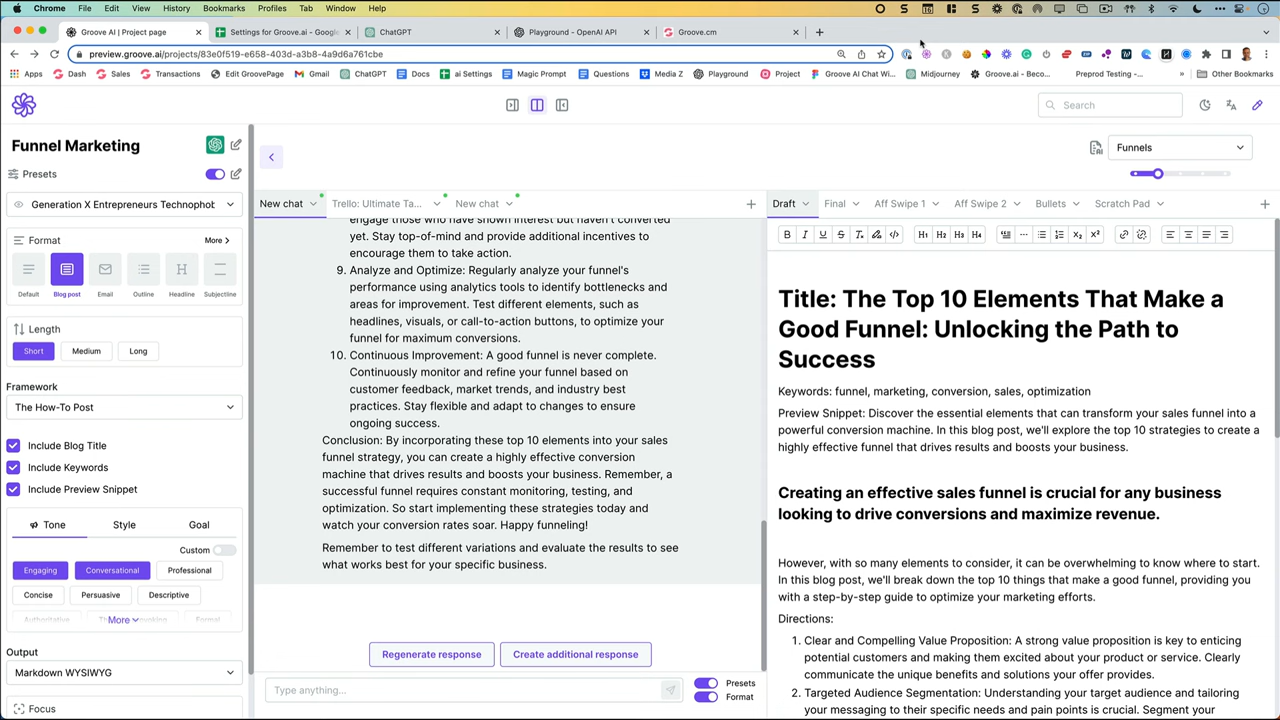 Chrome File Edit View History Bookmarks Profiles Tab Window Help
Groove AI | Project page
Settings for Groove.ai - Google
ChatGPT
Playground - OpenAI API
Groove.cm
preview.groove.ai/projects/83e0f519-e658-403d-a3b8-4a9d6a761cbe
Apps Dash Sales Transactions Edit GroovePage Gmail ChatGPT Docs ai Settings Magic Prompt Questions Media Z Playground Project Groove AI Chat Wi... Midjourney Groove.ai - Beco... Preprod Testing -... » Other Bookmarks
Search
Funnel Marketing
Presets
Generation X Entrepreneurs Technophob
Format
More >
Default Blog post Email Outline Headline Subjectline
Length
Short Medium Long
Framework
The How-To Post
Include Blog Title
Include Keywords
Include Preview Snippet
Tone Style Goal
Custom
Engaging Conversational Professional
Concise Persuasive Descriptive
Authoritative Formal
More
Output
Markdown WYSIWYG
Focus
Funnels
New chat Trello: Ultimate Ta... New chat
engage those who have shown interest but haven't converted
yet. Stay top-of-mind and provide additional incentives to
encourage them to take action.
9. Analyze and Optimize: Regularly analyze your funnel's
performance using analytics tools to identify bottlenecks and
areas for improvement. Test different elements, such as
headlines, visuals, or call-to-action buttons, to optimize your
funnel for maximum conversions.
10. Continuous Improvement: A good funnel is never complete.
Continuously monitor and refine your funnel based on
customer feedback, market trends, and industry best
practices. Stay flexible and adapt to changes to ensure
ongoing success.
Conclusion: By incorporating these top 10 elements into your sales
funnel strategy, you can create a highly effective conversion
machine that drives results and boosts your business. Remember, a
successful funnel requires constant monitoring, testing, and
optimization. So start implementing these strategies today and
watch your conversion rates soar. Happy funneling!
Remember to test different variations and evaluate the results to see
what works best for your specific business.
Regenerate response Create additional response
Type anything...
Presets
Format
Draft Final Aff Swipe 1 Aff Swipe 2 Bullets Scratch Pad
B I U S H1 H2 H3 H4 X2 X2
Title: The Top 10 Elements That Make a
Good Funnel: Unlocking the Path to
Success
Keywords: funnel, marketing, conversion, sales, optimization
Preview Snippet: Discover the essential elements that can transform your sales funnel into a
powerful conversion machine. In this blog post, we'll explore the top 10 strategies to create a
highly effective funnel that drives results and boosts your business.
Creating an effective sales funnel is crucial for any business
looking to drive conversions and maximize revenue.
However, with so many elements to consider, it can be overwhelming to know where to start.
In this blog post, we'll break down the top 10 things that make a good funnel, providing you
with a step-by-step guide to optimize your marketing efforts.
Directions:
1. Clear and Compelling Value Proposition: A strong value proposition is key to enticing
potential customers and making them excited about your product or service. Clearly
communicate the unique benefits and solutions your offer provides.
2. Targeted Audience Segmentation: Understanding your target audience and tailoring
your messaging to their specific needs and pain points is crucial. Segment your